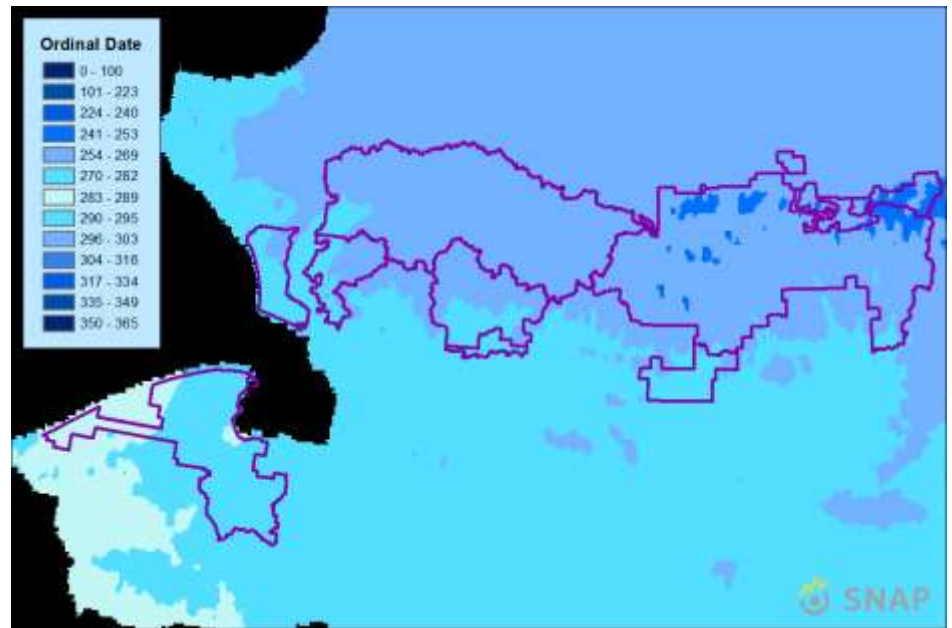 Ordinal Date
0 - 100
101 - 223
224 - 240
241 - 253
254 - 269
270 - 282
283 - 289
290 - 295
296 - 303
304 - 316
317 - 334
335 - 349
350 - 365
SNAP